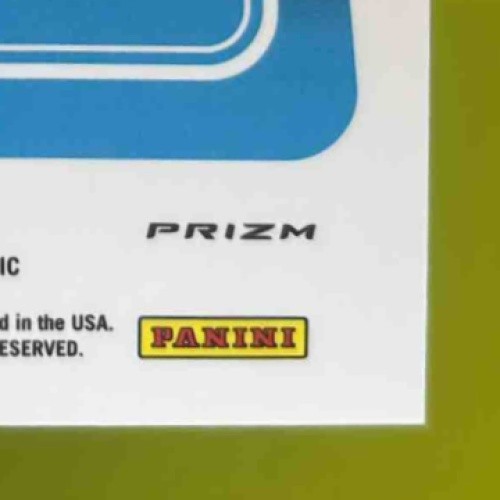 PRIZM
IC
d in the USA.
ESERVED.
PANINI